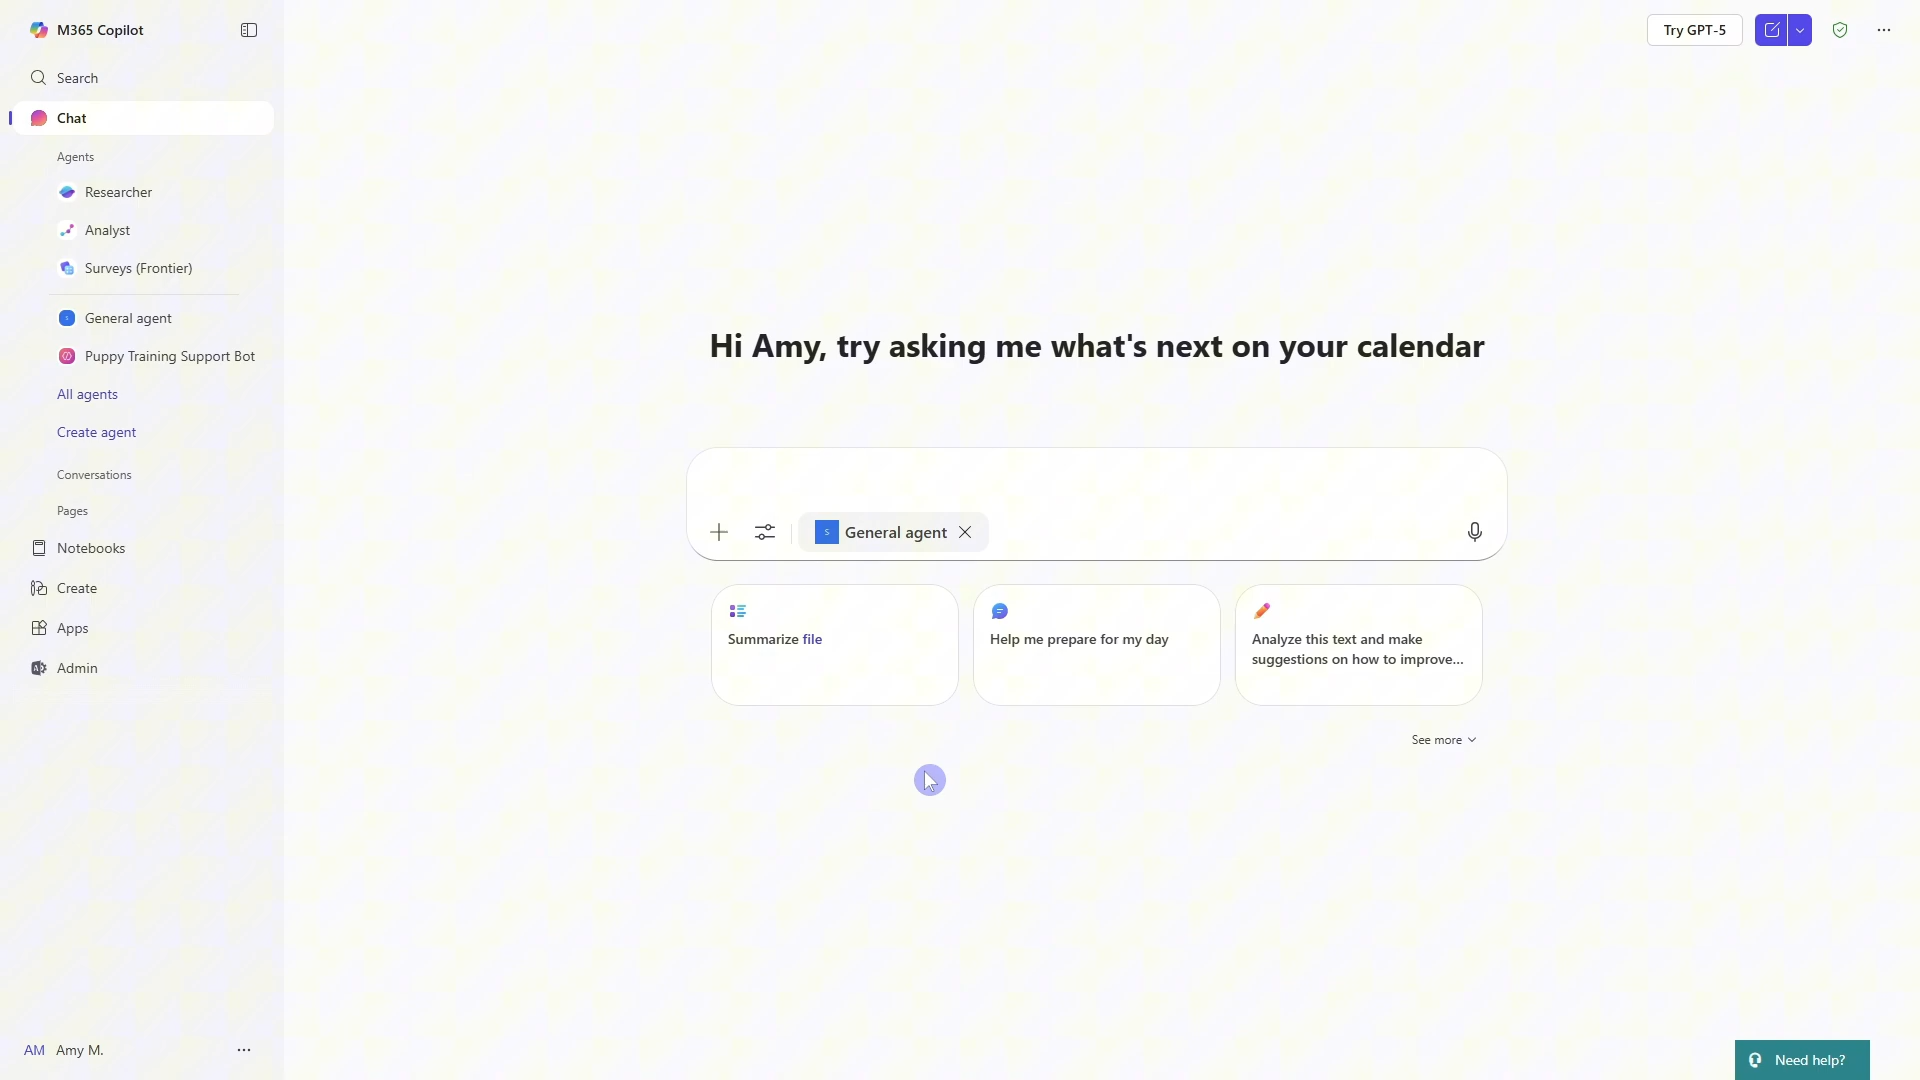 M365 Copilot
Search
Chat
Agents
Researcher
Analyst
Surveys (Frontier)
General agent
Puppy Training Support Bot
All agents
Create agent
Conversations
Pages
Notebooks
Create
Apps
Admin
AM Amy M.
Try GPT-5
Hi Amy, try asking me what's next on your calendar
S General agent
Summarize file
Help me prepare for my day
Analyze this text and make
suggestions on how to improve...
See more
Need help?